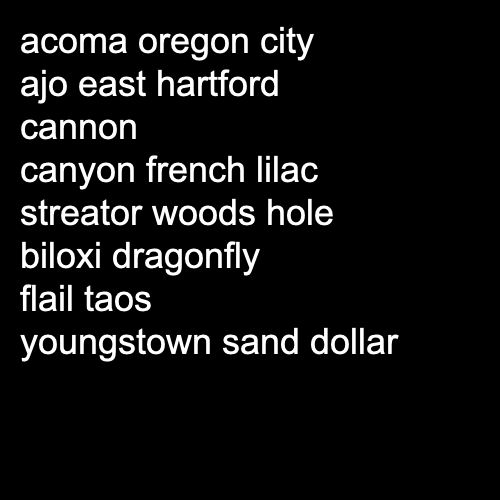 acoma oregon city
ajo east hartford
cannon
canyon french lilac
streator woods hole
biloxi dragonfly
flail taos
youngstown sand dollar